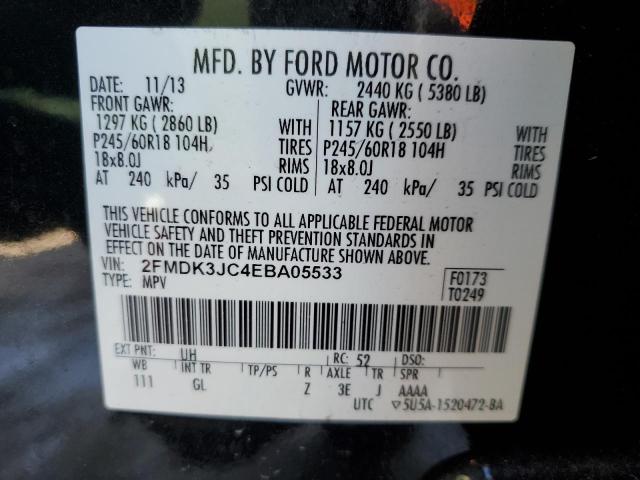 MFD. BY FORD MOTOR CO.
DATE: 11/13 GVWR: 2440 KG ( 5380 LB)
FRONT GAWR: REAR GAWR:
1297 KG ( 2860 LB) WITH 1157 KG ( 2550 LB) WITH
P245/60R18 104H TIRES P245/60R18 104H TIRES
18x8.0J RIMS 18x8.0J RIMS
AT 240 kPa/ 35 PSI COLD AT 240 kPa/ 35 PSI COLD
THIS VEHICLE CONFORMS TO ALL APPLICABLE FEDERAL MOTOR
VEHICLE SAFETY AND THEFT PREVENTION STANDARDS IN
EFFECT ON THE DATE OF MANUFACTURE SHOWN ABOVE.
VIN: 2FMDK3JC4EBA05533 F0173
TYPE: MPV T0249
EXT PNT: UH RC: 52 DSO:
WB INT TR TP/PS R AXLE TR SPR
111 GL Z 3E J AAAA
UTC ▽5U5A-1520472-BA